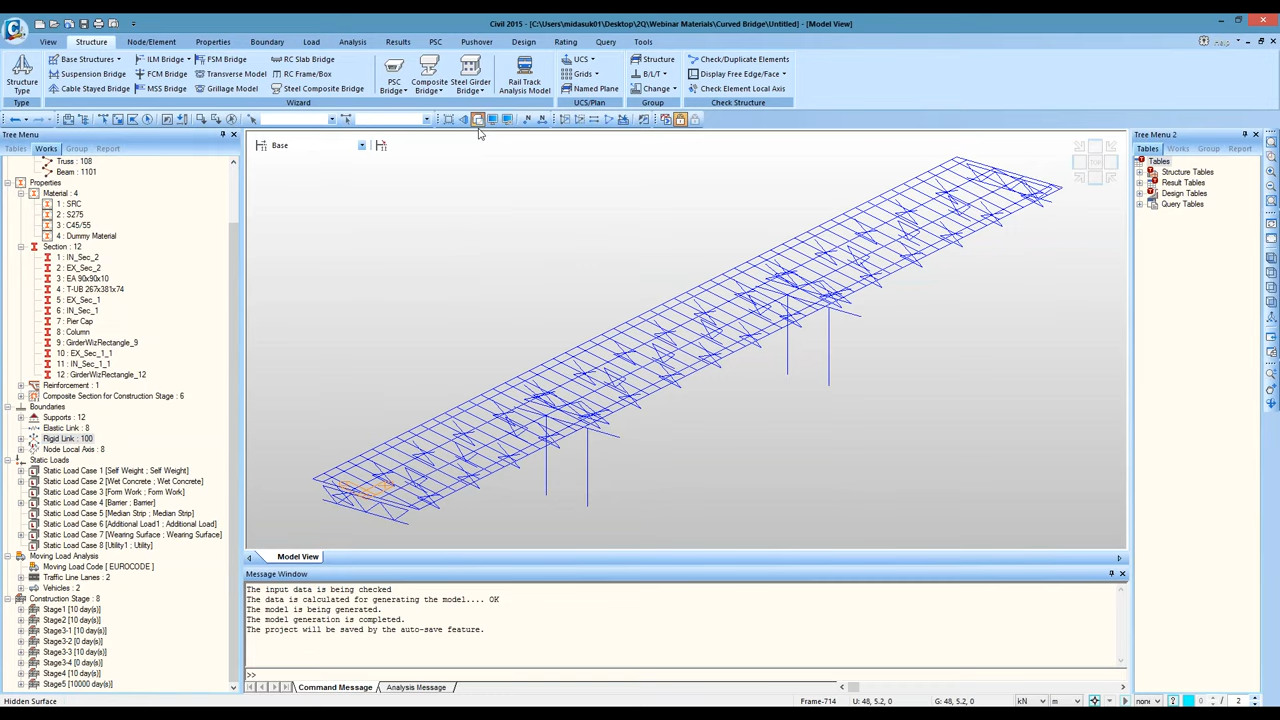 Civil 2015 - [C:\Users\midasuk01\Desktop\2Q\Webinar Materials\Curved Bridge\Untitled] - [Model View]
View Structure Node/Element Properties Boundary Load Analysis Results PSC Pushover Design Rating Query Tools Help
Structure Type
Type
Base Structures
Suspension Bridge
Cable Stayed Bridge
ILM Bridge
FCM Bridge
MSS Bridge
FSM Bridge
Transverse Model
Grillage Model
RC Slab Bridge
RC Frame/Box
Steel Composite Bridge
PSC Bridge
Composite Bridge
Steel Girder Bridge
Wizard
Rail Track Analysis Model
UCS
Grids
Named Plane
UCS/Plan
Structure
B/L/T
Change
Group
Check/Duplicate Elements
Display Free Edge/Face
Check Element Local Axis
Check Structure
Tree Menu
Tables Works Group Report
Truss : 108
Beam : 1101
Properties
Material : 4
1 : SRC
2 : S275
3 : C45/55
4 : Dummy Material
Section : 12
1 : IN_Sec_2
2 : EX_Sec_2
3 : EA 90x90x10
4 : T-UB 267x381x74
5 : EX_Sec_1
6 : IN_Sec_1
7 : Pier Cap
8 : Column
9 : GirderWizRectangle_9
10 : EX_Sec_1_1
11 : IN_Sec_1_1
12 : GirderWizRectangle_12
Reinforcement : 1
Composite Section for Construction Stage : 6
Boundaries
Supports : 12
Elastic Link : 8
Rigid Link : 100
Node Local Axis : 8
Static Loads
Static Load Case 1 [Self Weight ; Self Weight]
Static Load Case 2 [Wet Concrete ; Wet Concrete]
Static Load Case 3 [Form Work ; Form Work]
Static Load Case 4 [Barrier ; Barrier]
Static Load Case 5 [Median Strip ; Median Strip]
Static Load Case 6 [Additional Load1 ; Additional Load]
Static Load Case 7 [Wearing Surface ; Wearing Surface]
Static Load Case 8 [Utility1 ; Utility]
Moving Load Analysis
Moving Load Code [ EUROCODE ]
Traffic Line Lanes : 2
Vehicles : 2
Construction Stage : 8
Stage1 [10 day(s)]
Stage2 [10 day(s)]
Stage3-1 [10 day(s)]
Stage3-2 [0 day(s)]
Stage3-3 [10 day(s)]
Stage3-4 [0 day(s)]
Stage4 [10 day(s)]
Stage5 [10000 day(s)]
Base
Model View
Message Window
The input data is being checked
The data is calculated for generating the model.... OK
The model is being generated.
The model generation is completed.
The project will be saved by the auto-save feature.
>>
Command Message Analysis Message
Tree Menu 2
Tables Works Group Report
Tables
Structure Tables
Result Tables
Design Tables
Query Tables
Hidden Surface
Frame-714 U: 48, 5.2, 0 G: 48, 5.2, 0 kN m none 0 2